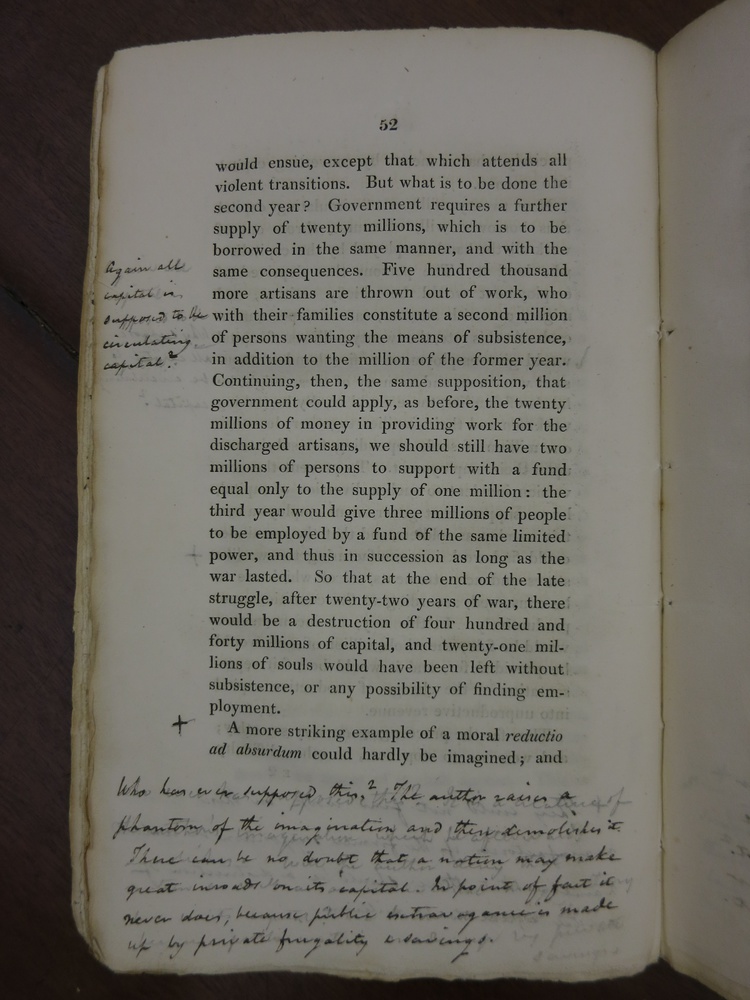 52
would ensue, except that which attends all
violent transitions. But what is to be done the
second year? Government requires a further
supply of twenty millions, which is to be
borrowed in the same manner, and with the
same consequences. Five hundred thousand
more artisans are thrown out of work, who
with their families constitute a second million
of persons wanting the means of subsistence,
in addition to the million of the former year.
Continuing, then, the same supposition, that
government could apply, as before, the twenty
millions of money in providing work for the
discharged artisans, we should still have two
millions of persons to support with a fund
equal only to the supply of one million: the
third year would give three millions of people
to be employed by a fund of the same limited
power, and thus in succession as long as the
war lasted. So that at the end of the late
struggle, after twenty-two years of war, there
would be a destruction of four hundred and
forty millions of capital, and twenty-one mil-
lions of souls would have been left without
subsistence, or any possibility of finding em-
ployment.
A more striking example of a moral reductio
ad absurdum could hardly be imagined; and
Again all
capital is
supposed to be
circulating
capital?
+
Who has ever supposed this? The author raises a
phantom of the imagination and then demolishes it.
There can be no doubt that a nation may make
great inroads on its capital. In point of fact it
never does, because public extravagance is made
up by private frugality & savings.